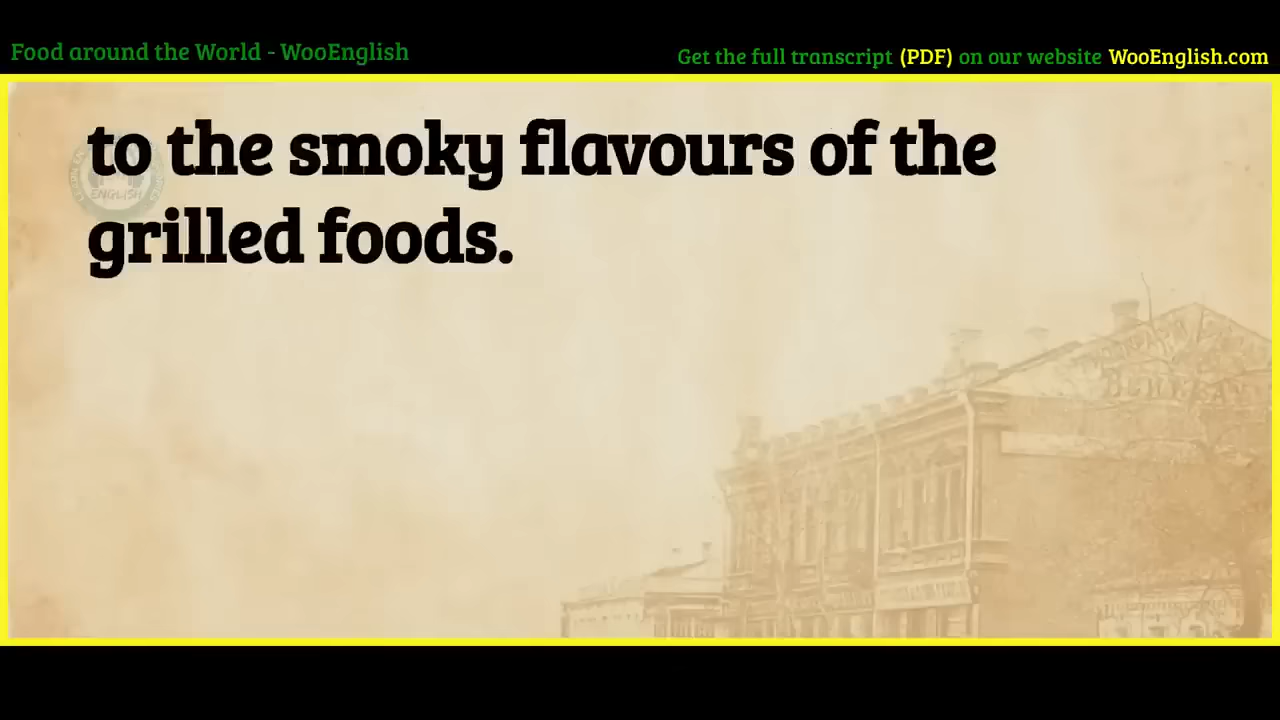 Food around the World - WooEnglish
Get the full transcript (PDF) on our website WooEnglish.com
to the smoky flavours of the
grilled foods.
ENGLISH